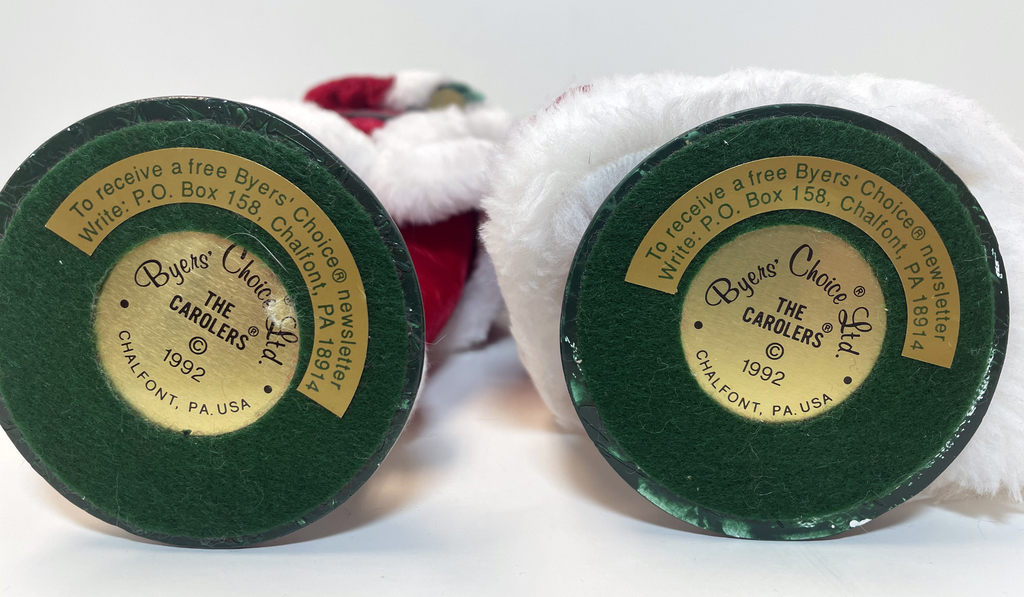 To receive a free Byers' Choice® newsletter
Write: P.O. Box 158, Chalfont, PA 18914
Byers' Choice® Ltd.
THE
CAROLERS®
©
1992
CHALFONT, PA. USA
To receive a free Byers' Choice® newsletter
Write: P.O. Box 158, Chalfont, PA 18914
Byers' Choice® Ltd.
THE
CAROLERS®
©
1992
CHALFONT, PA. USA